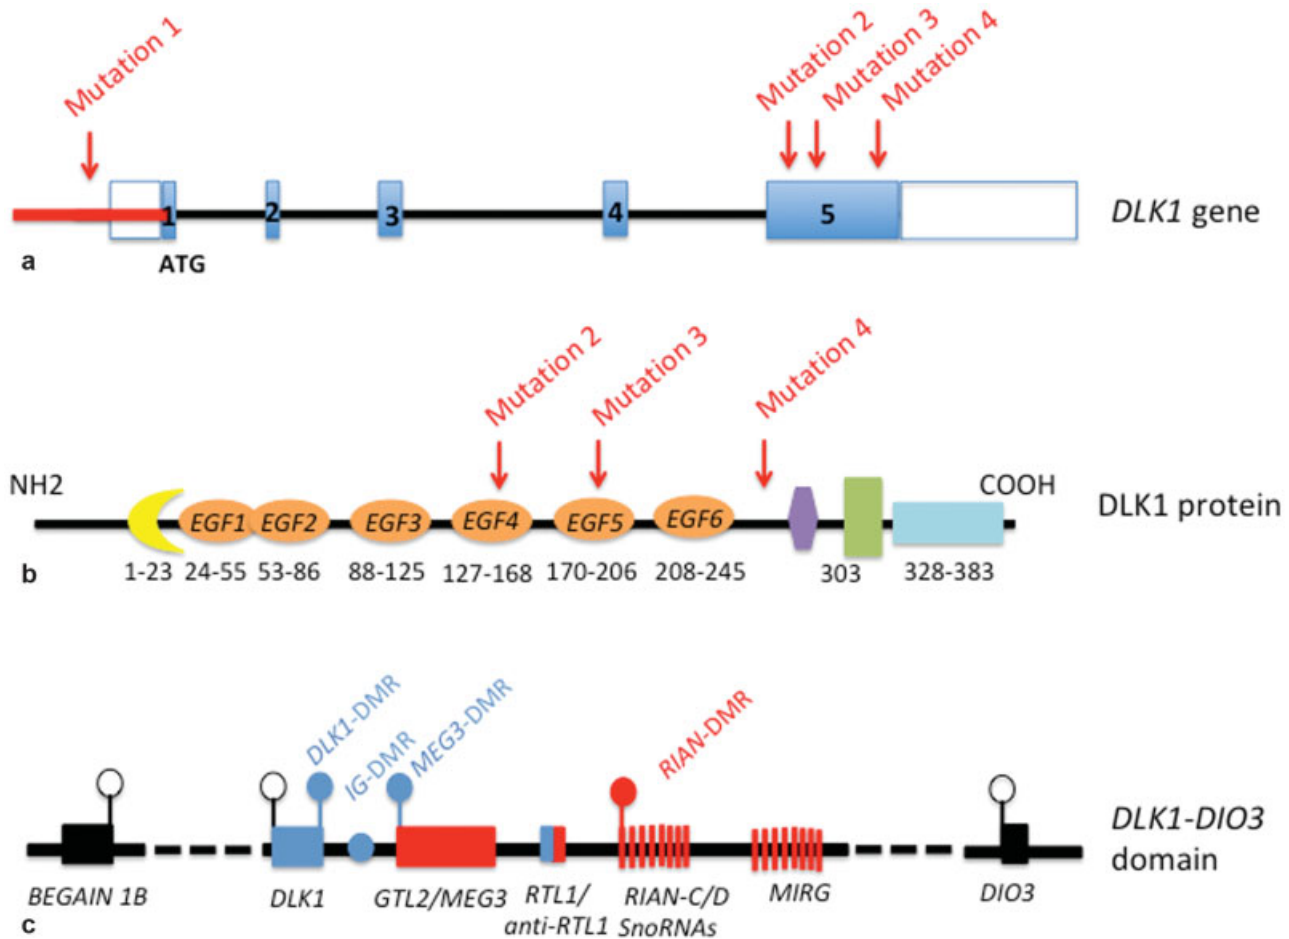 Mutation 1
Mutation 2
Mutation 3
Mutation 4
1
2
3
4
5
DLK1 gene
a
ATG
Mutation 2
Mutation 3
Mutation 4
NH2
COOH
EGF1
EGF2
EGF3
EGF4
EGF5
EGF6
DLK1 protein
b
1-23
24-55
53-86
88-125
127-168
170-206
208-245
303
328-383
DLK1-DMR
IG-DMR
MEG3-DMR
RIAN-DMR
DLK1-DIO3
domain
BEGAIN 1B
DLK1
GTL2/MEG3
RTL1/
anti-RTL1
RIAN-C/D
SnoRNAs
MIRG
DIO3
c